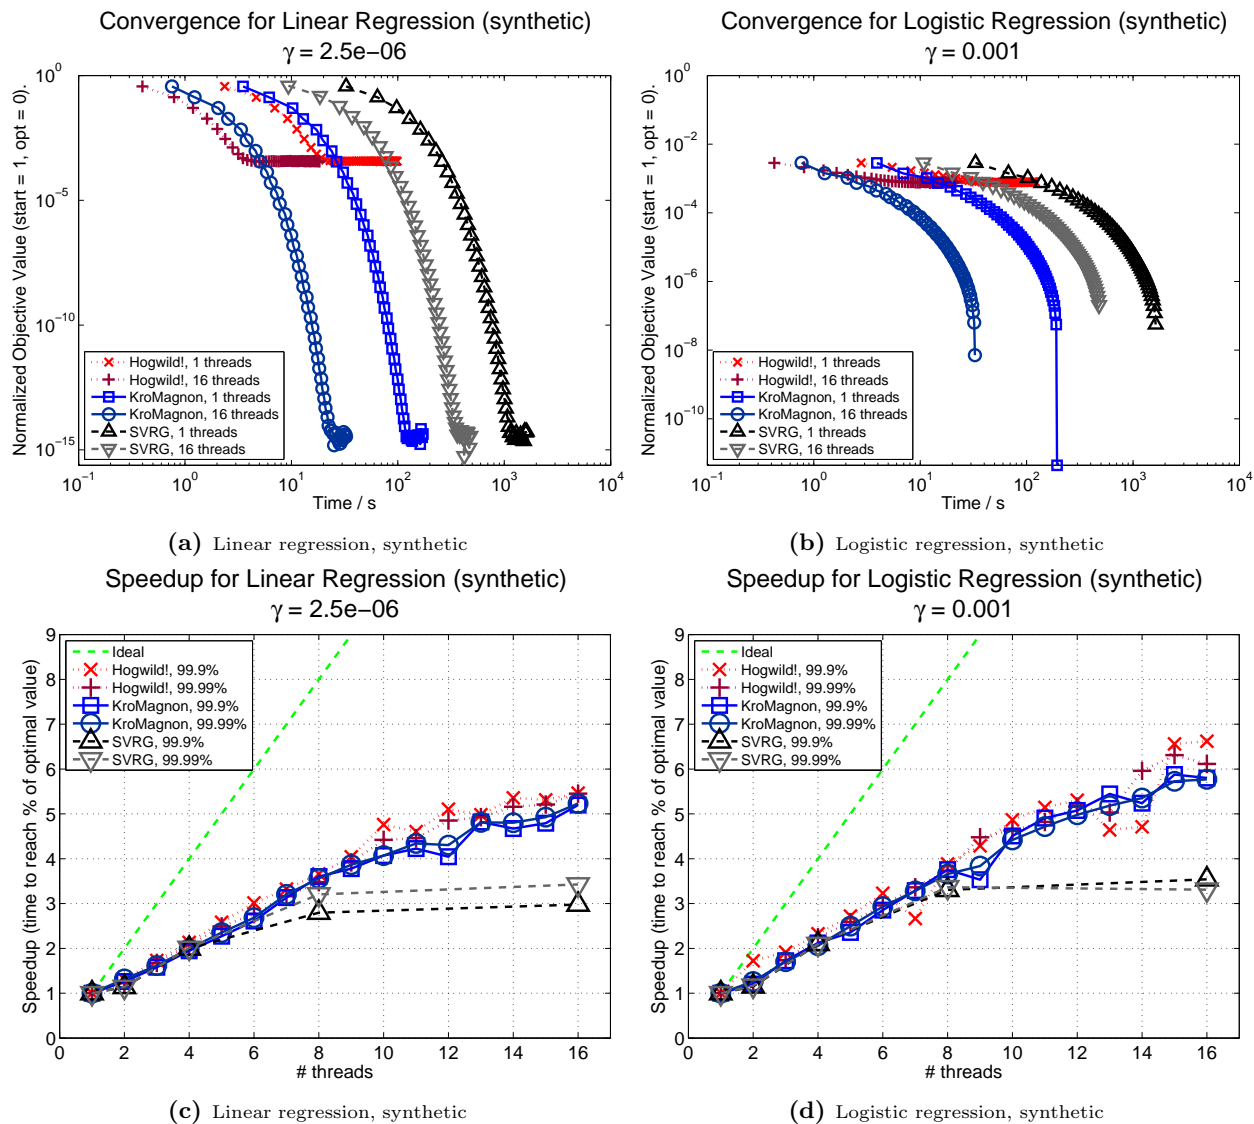 Convergence for Linear Regression (synthetic)
γ = 2.5e−06
Normalized Objective Value (start = 1, opt = 0).
10^0
10^−5
10^−10
10^−15
Hogwild!, 1 threads
Hogwild!, 16 threads
KroMagnon, 1 threads
KroMagnon, 16 threads
SVRG, 1 threads
SVRG, 16 threads
10^−1 10^0 10^1 10^2 10^3 10^4
Time / s
(a) Linear regression, synthetic
Convergence for Logistic Regression (synthetic)
γ = 0.001
Normalized Objective Value (start = 1, opt = 0).
10^0
10^−2
10^−4
10^−6
10^−8
10^−10
Hogwild!, 1 threads
Hogwild!, 16 threads
KroMagnon, 1 threads
KroMagnon, 16 threads
SVRG, 1 threads
SVRG, 16 threads
10^−1 10^0 10^1 10^2 10^3 10^4
Time / s
(b) Logistic regression, synthetic
Speedup for Linear Regression (synthetic)
γ = 2.5e−06
Speedup (time to reach % of optimal value)
9
8
7
6
5
4
3
2
1
0
Ideal
Hogwild!, 99.9%
Hogwild!, 99.99%
KroMagnon, 99.9%
KroMagnon, 99.99%
SVRG, 99.9%
SVRG, 99.99%
0 2 4 6 8 10 12 14 16
# threads
(c) Linear regression, synthetic
Speedup for Logistic Regression (synthetic)
γ = 0.001
Speedup (time to reach % of optimal value)
9
8
7
6
5
4
3
2
1
0
Ideal
Hogwild!, 99.9%
Hogwild!, 99.99%
KroMagnon, 99.9%
KroMagnon, 99.99%
SVRG, 99.9%
SVRG, 99.99%
0 2 4 6 8 10 12 14 16
# threads
(d) Logistic regression, synthetic